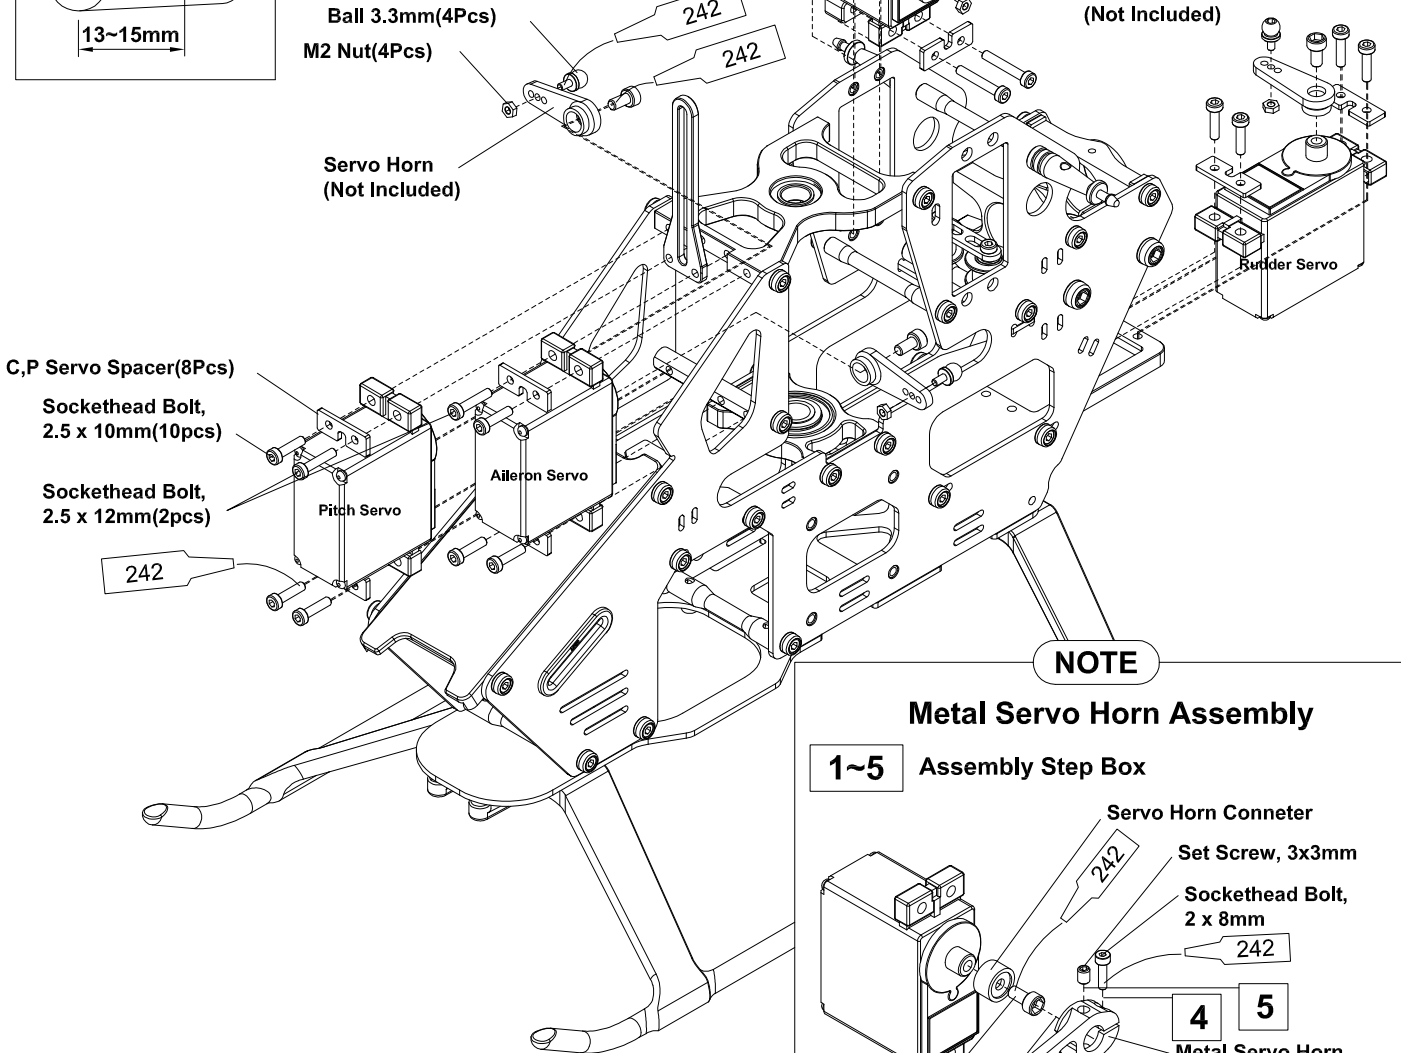 13~15mm
Ball 3.3mm(4Pcs)
242
M2 Nut(4Pcs)
242
(Not Included)
Servo Horn
(Not Included)
Rudder Servo
C,P Servo Spacer(8Pcs)
Sockethead Bolt,
2.5 x 10mm(10pcs)
Aileron Servo
Sockethead Bolt,
2.5 x 12mm(2pcs)
Pitch Servo
242
NOTE
Metal Servo Horn Assembly
1~5
Assembly Step Box
Servo Horn Conneter
242
Set Screw, 3x3mm
Sockethead Bolt,
2 x 8mm
242
5
4
Metal Servo Horn